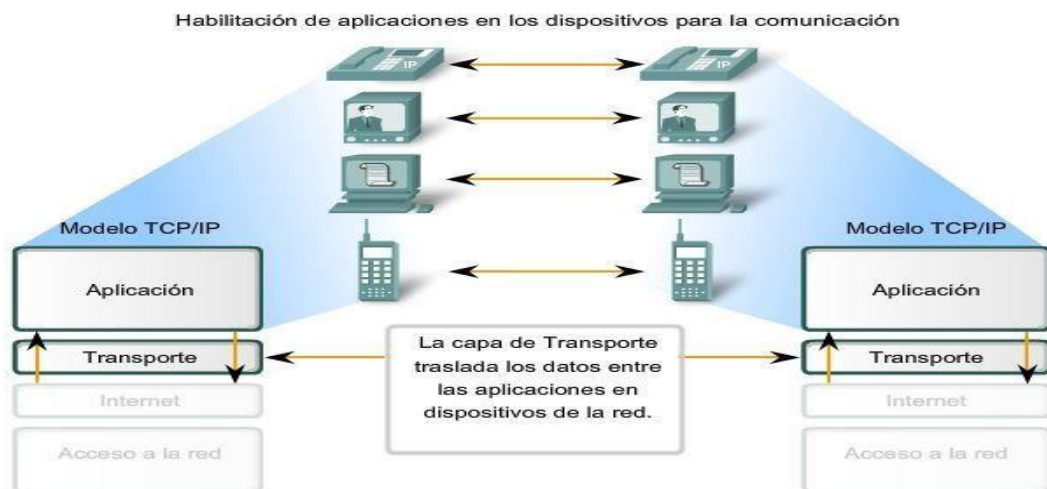 Habilitación de aplicaciones en los dispositivos para la comunicación
IP
IP
Modelo TCP/IP
Modelo TCP/IP
Aplicación
Aplicación
Transporte
La capa de Transporte
traslada los datos entre
las aplicaciones en
dispositivos de la red.
Transporte
Internet
Internet
Acceso a la red
Acceso a la red